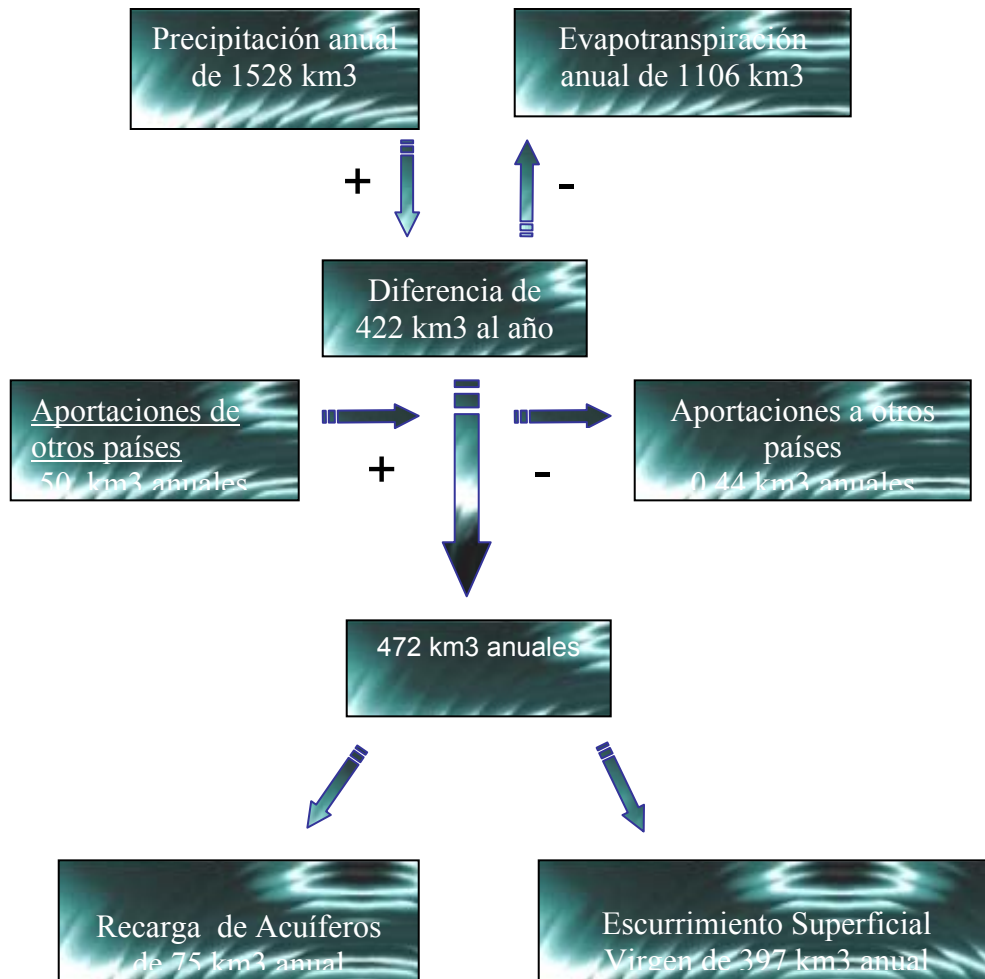 Precipitación anual
de 1528 km3
Evapotranspiración
anual de 1106 km3
+
-
Diferencia de
422 km3 al año
Aportaciones de
otros países
50 km3 anuales
+
-
Aportaciones a otros
países
0.44 km3 anuales
472 km3 anuales
Recarga de Acuíferos
de 75 km3 anual
Escurrimiento Superficial
Virgen de 397 km3 anual